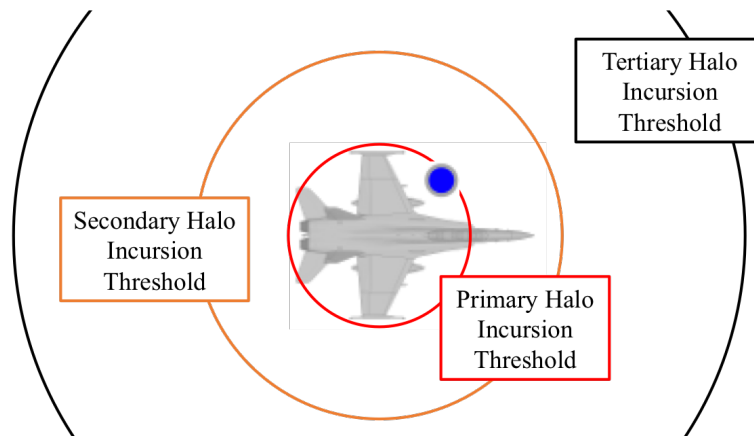 Tertiary Halo
Incursion
Threshold
Secondary Halo
Incursion
Threshold
Primary Halo
Incursion
Threshold